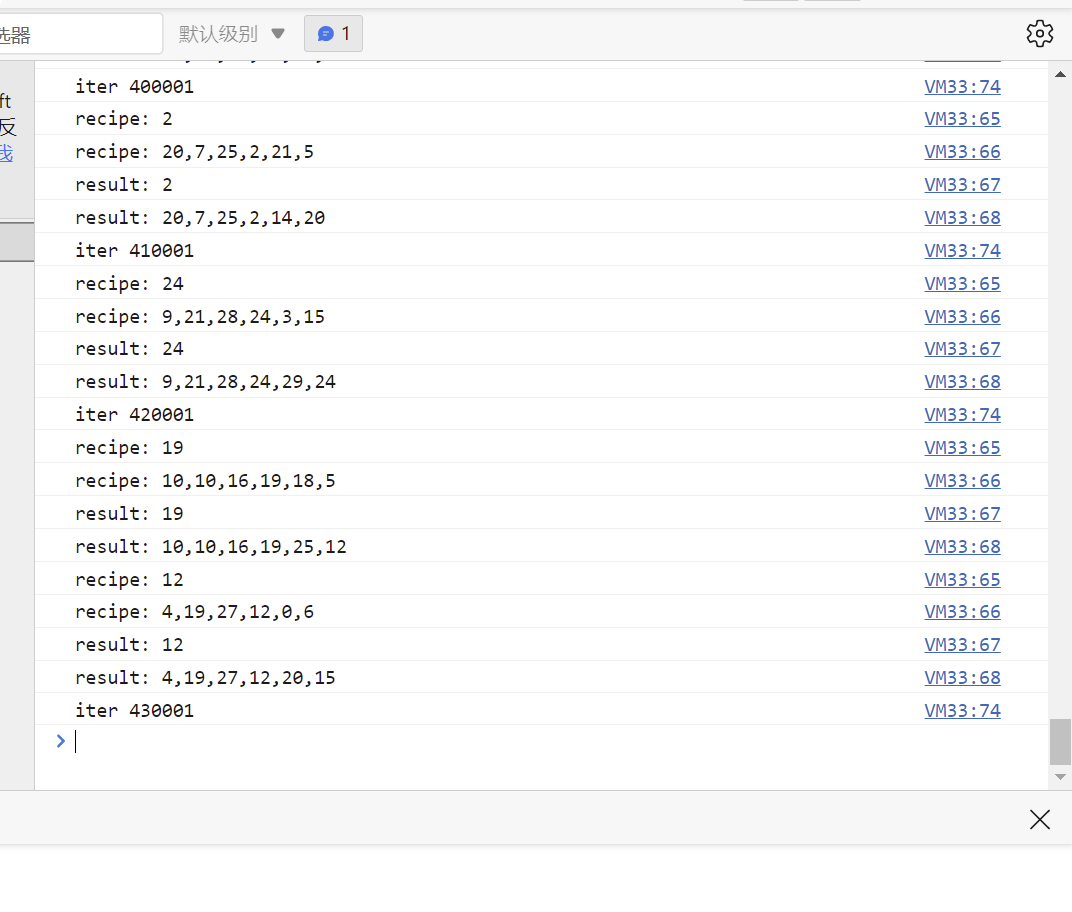 选器 默认级别 1
ft
反
我
iter 400001 VM33:74
recipe: 2 VM33:65
recipe: 20,7,25,2,21,5 VM33:66
result: 2 VM33:67
result: 20,7,25,2,14,20 VM33:68
iter 410001 VM33:74
recipe: 24 VM33:65
recipe: 9,21,28,24,3,15 VM33:66
result: 24 VM33:67
result: 9,21,28,24,29,24 VM33:68
iter 420001 VM33:74
recipe: 19 VM33:65
recipe: 10,10,16,19,18,5 VM33:66
result: 19 VM33:67
result: 10,10,16,19,25,12 VM33:68
recipe: 12 VM33:65
recipe: 4,19,27,12,0,6 VM33:66
result: 12 VM33:67
result: 4,19,27,12,20,15 VM33:68
iter 430001 VM33:74